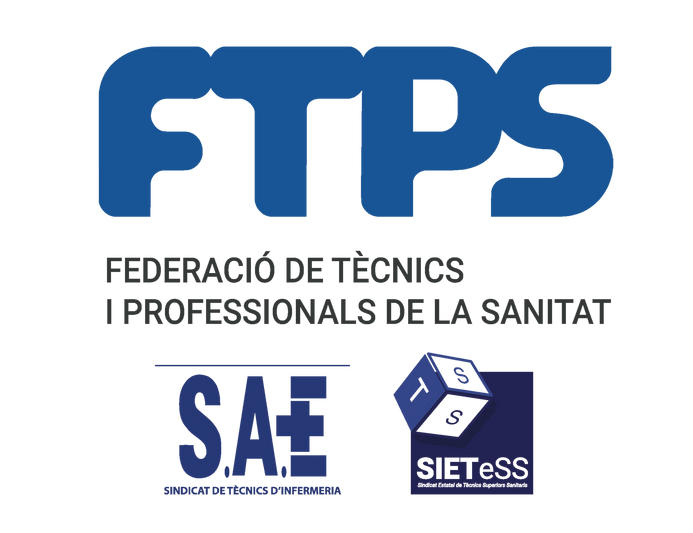 FTPS
FEDERACIÓ DE TÈCNICS
I PROFESSIONALS DE LA SANITAT
S.A.E
SINDICAT DE TÈCNICS D'INFERMERIA
T
S
S
SIETeSS
Sindicat Estatal de Tècnics Superiors Sanitaris